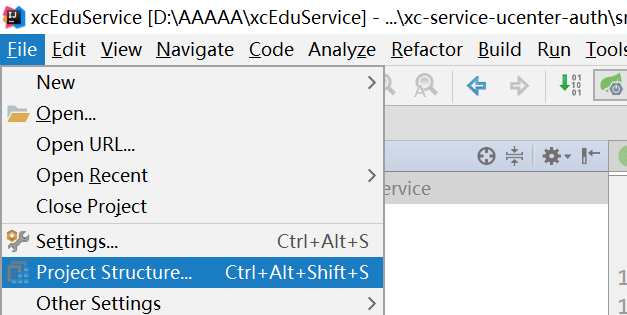 xcEduService [D:\AAAAA\xcEduService] - ...\xc-service-ucenter-auth\sr
File Edit View Navigate Code Analyze Refactor Build Run Tools
New
Open...
Open URL...
Open Recent
ervice
Close Project
Settings... Ctrl+Alt+S
Project Structure... Ctrl+Alt+Shift+S
Other Settings